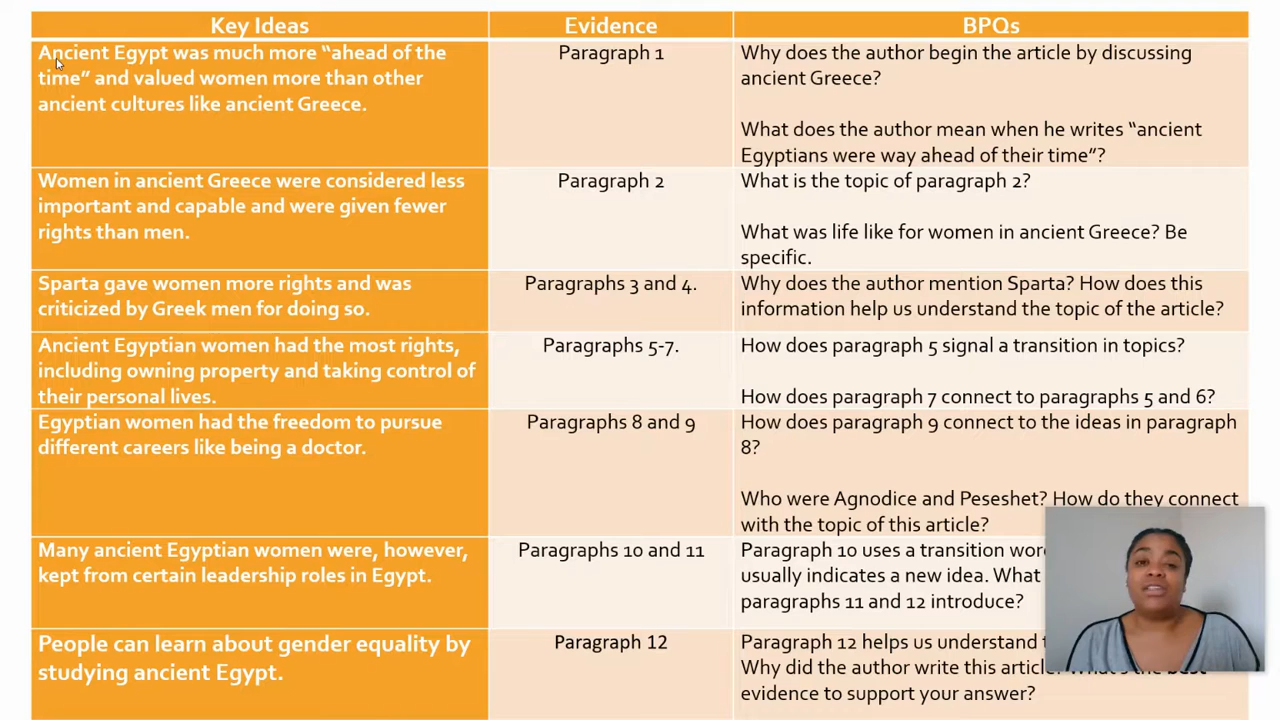 Key Ideas
Evidence
BPQs
Ancient Egypt was much more “ahead of the
time” and valued women more than other
ancient cultures like ancient Greece.
Paragraph 1
Why does the author begin the article by discussing
ancient Greece?
What does the author mean when he writes “ancient
Egyptians were way ahead of their time”?
Women in ancient Greece were considered less
important and capable and were given fewer
rights than men.
Paragraph 2
What is the topic of paragraph 2?
What was life like for women in ancient Greece? Be
specific.
Sparta gave women more rights and was
criticized by Greek men for doing so.
Paragraphs 3 and 4.
Why does the author mention Sparta? How does this
information help us understand the topic of the article?
Ancient Egyptian women had the most rights,
including owning property and taking control of
their personal lives.
Paragraphs 5-7.
How does paragraph 5 signal a transition in topics?
How does paragraph 7 connect to paragraphs 5 and 6?
Egyptian women had the freedom to pursue
different careers like being a doctor.
Paragraphs 8 and 9
How does paragraph 9 connect to the ideas in paragraph
8?
Who were Agnodice and Peseshet? How do they connect
with the topic of this article?
Many ancient Egyptian women were, however,
kept from certain leadership roles in Egypt.
Paragraphs 10 and 11
Paragraph 10 uses a transition
usually indicates a new idea. What
paragraphs 11 and 12 introduce?
People can learn about gender equality by
studying ancient Egypt.
Paragraph 12
Paragraph 12 helps us understand
Why did the author write this article
evidence to support your answer?